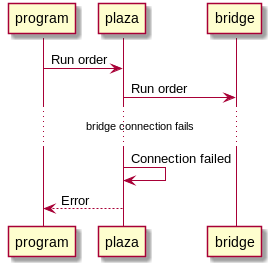 program plaza bridge
Run order
Run order
bridge connection fails
Connection failed
Error
program plaza bridge